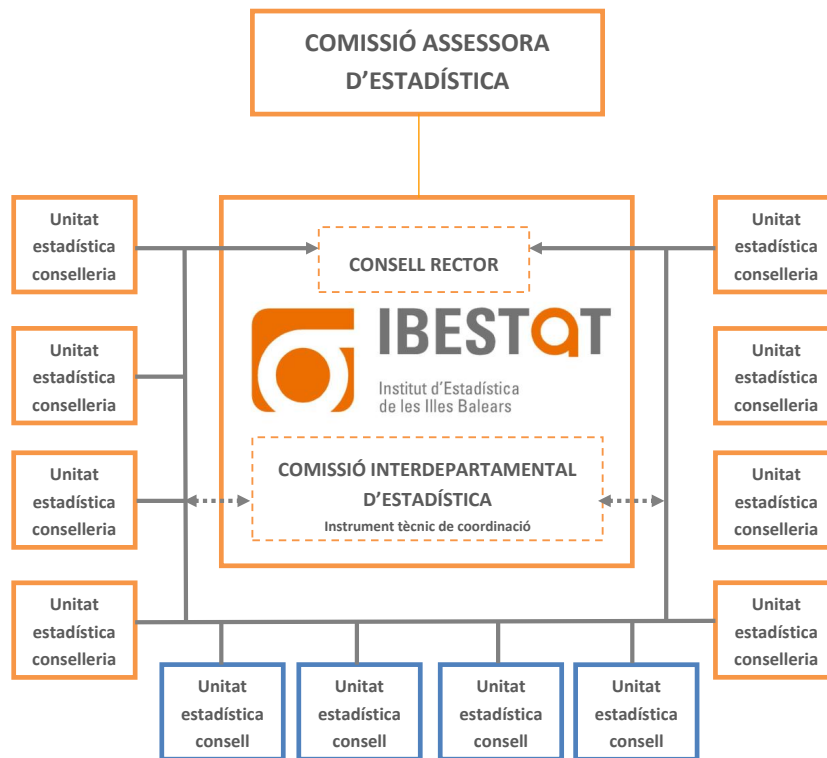 COMISSIÓ ASSESSORA
D'ESTADÍSTICA
Unitat
estadística
conselleria
Unitat
estadística
conselleria
CONSELL RECTOR
IBESTAT
Institut d'Estadística
de les Illes Balears
Unitat
estadística
conselleria
Unitat
estadística
conselleria
Unitat
estadística
conselleria
COMISSIÓ INTERDEPARTAMENTAL
D'ESTADÍSTICA
Instrument tècnic de coordinació
Unitat
estadística
conselleria
Unitat
estadística
conselleria
Unitat
estadística
conselleria
Unitat
estadística
consell
Unitat
estadística
consell
Unitat
estadística
consell
Unitat
estadística
consell